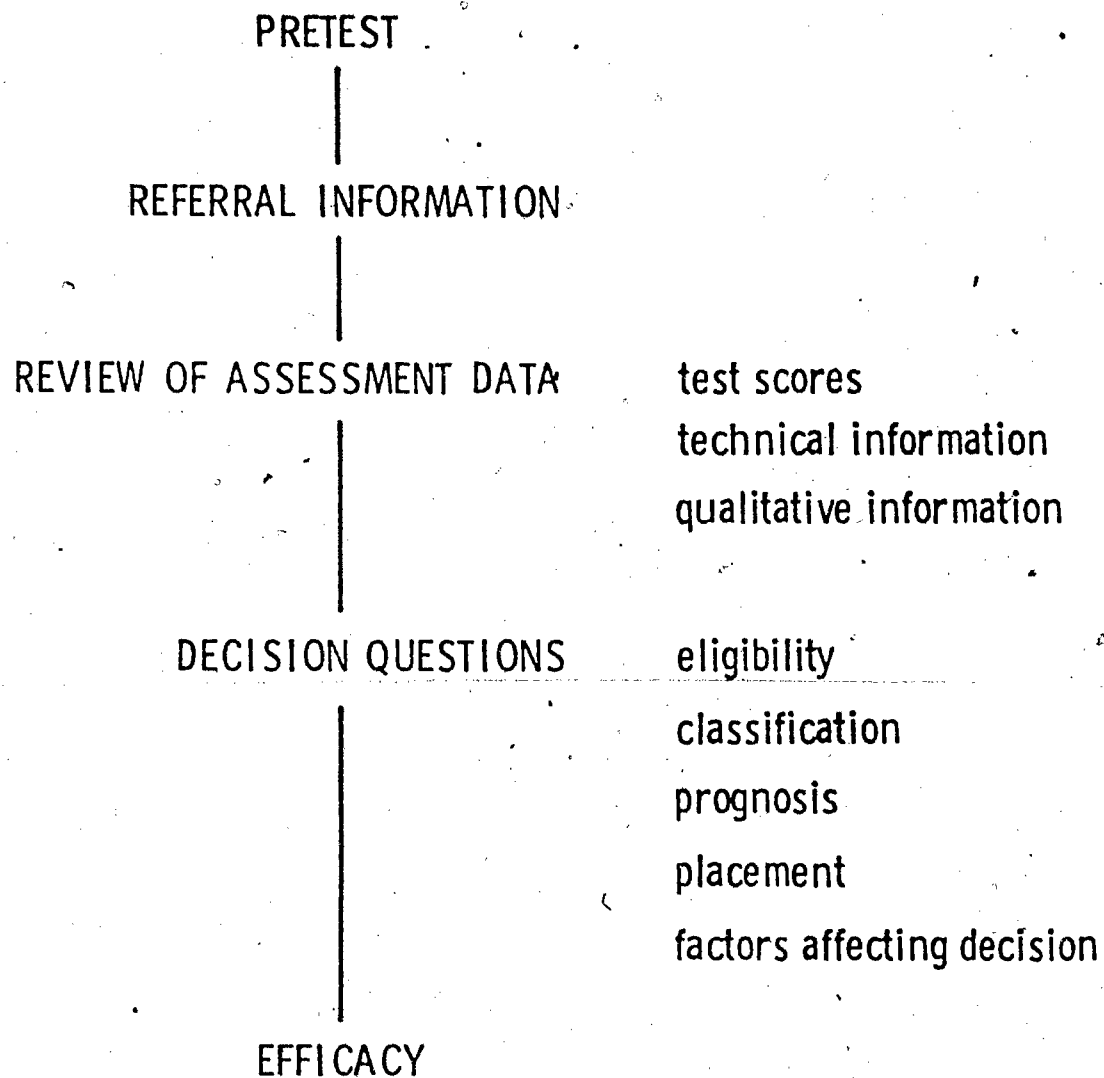 PRETEST
REFERRAL INFORMATION
REVIEW OF ASSESSMENT DATA test scores
technical information
qualitative information
DECISION QUESTIONS eligibility
classification
prognosis
placement
factors affecting decision
EFFICACY